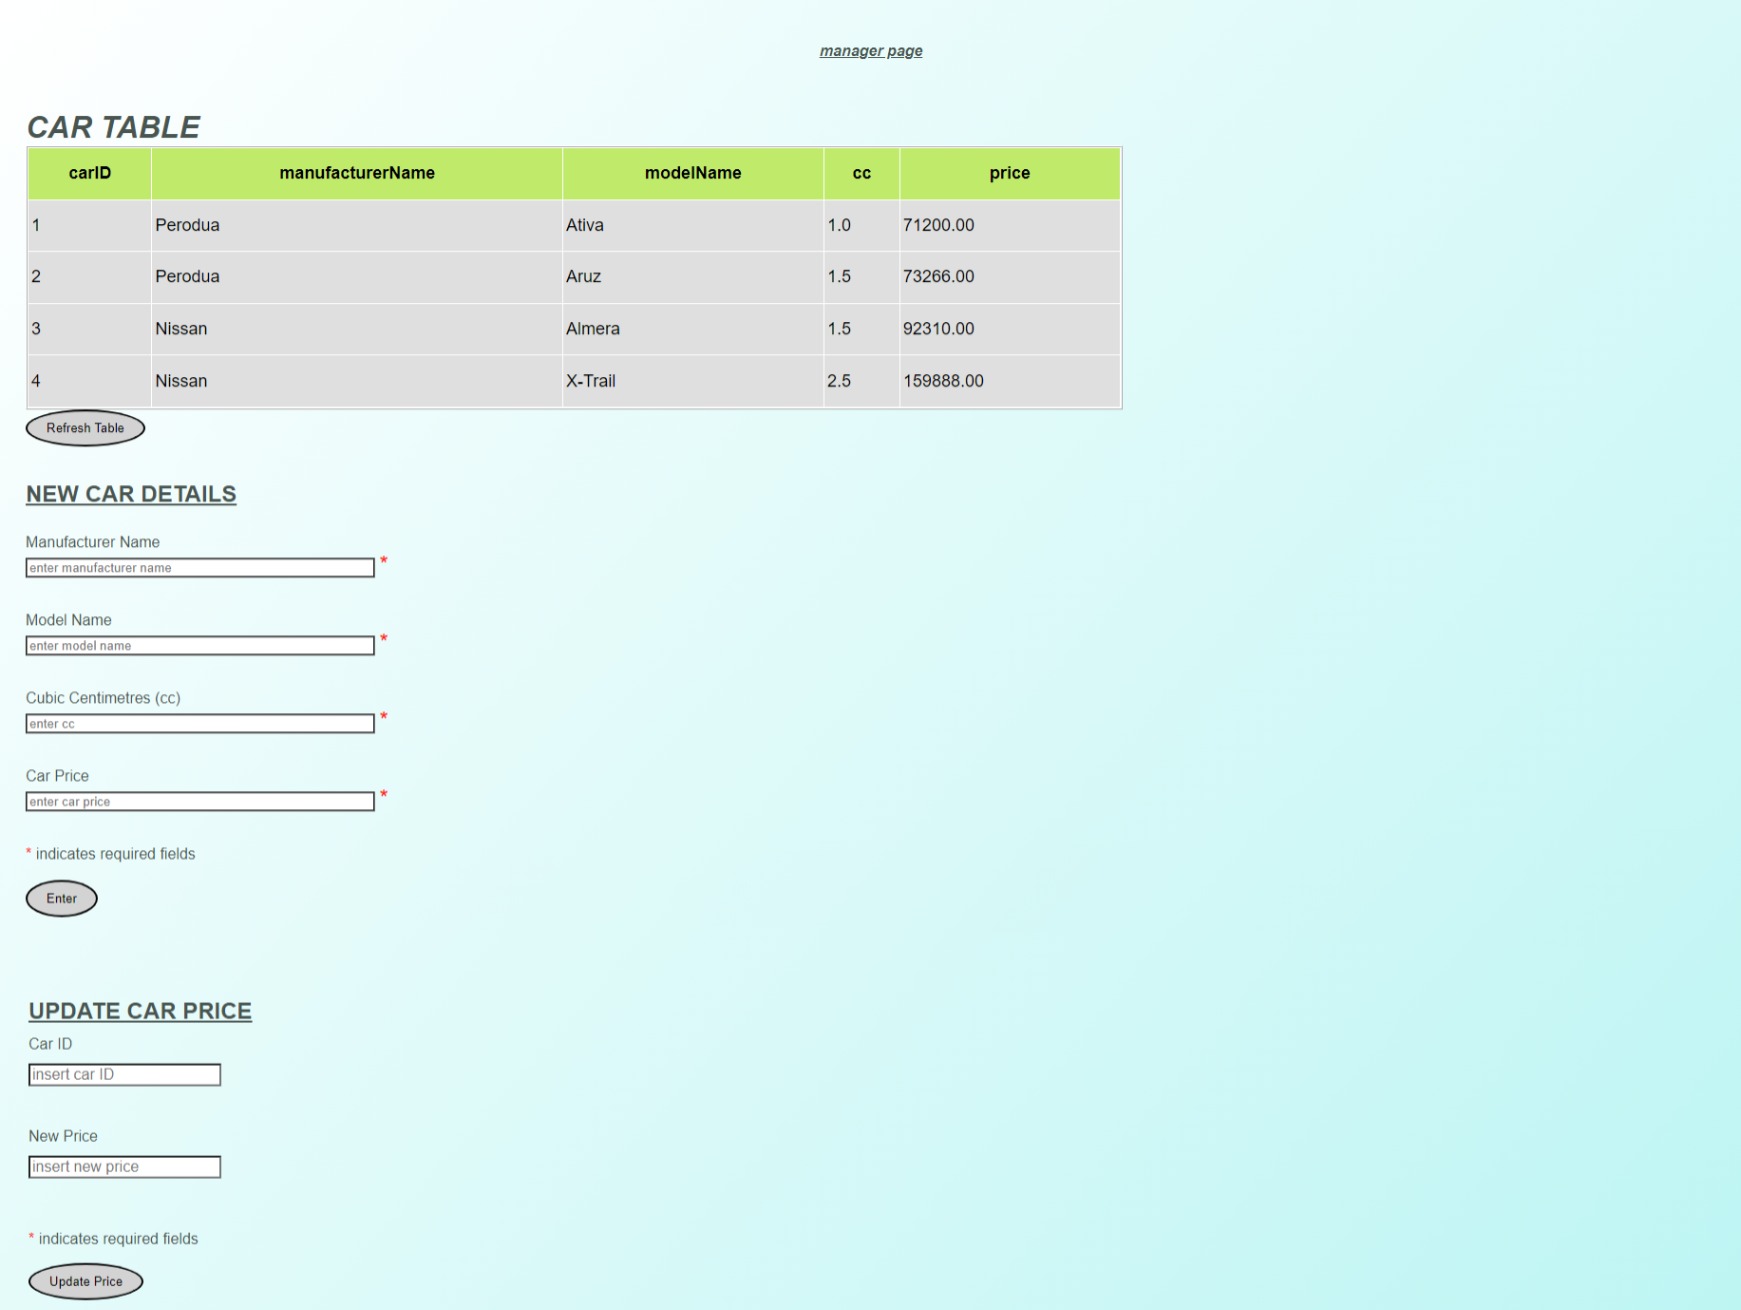 manager page
CAR TABLE
carID manufacturerName modelName cc price
1 Perodua Ativa 1.0 71200.00
2 Perodua Aruz 1.5 73266.00
3 Nissan Almera 1.5 92310.00
4 Nissan X-Trail 2.5 159888.00
Refresh Table
NEW CAR DETAILS
Manufacturer Name
enter manufacturer name *
Model Name
enter model name *
Cubic Centimetres (cc)
enter cc *
Car Price
enter car price *
* indicates required fields
Enter
UPDATE CAR PRICE
Car ID
insert car ID
New Price
insert new price
* indicates required fields
Update Price